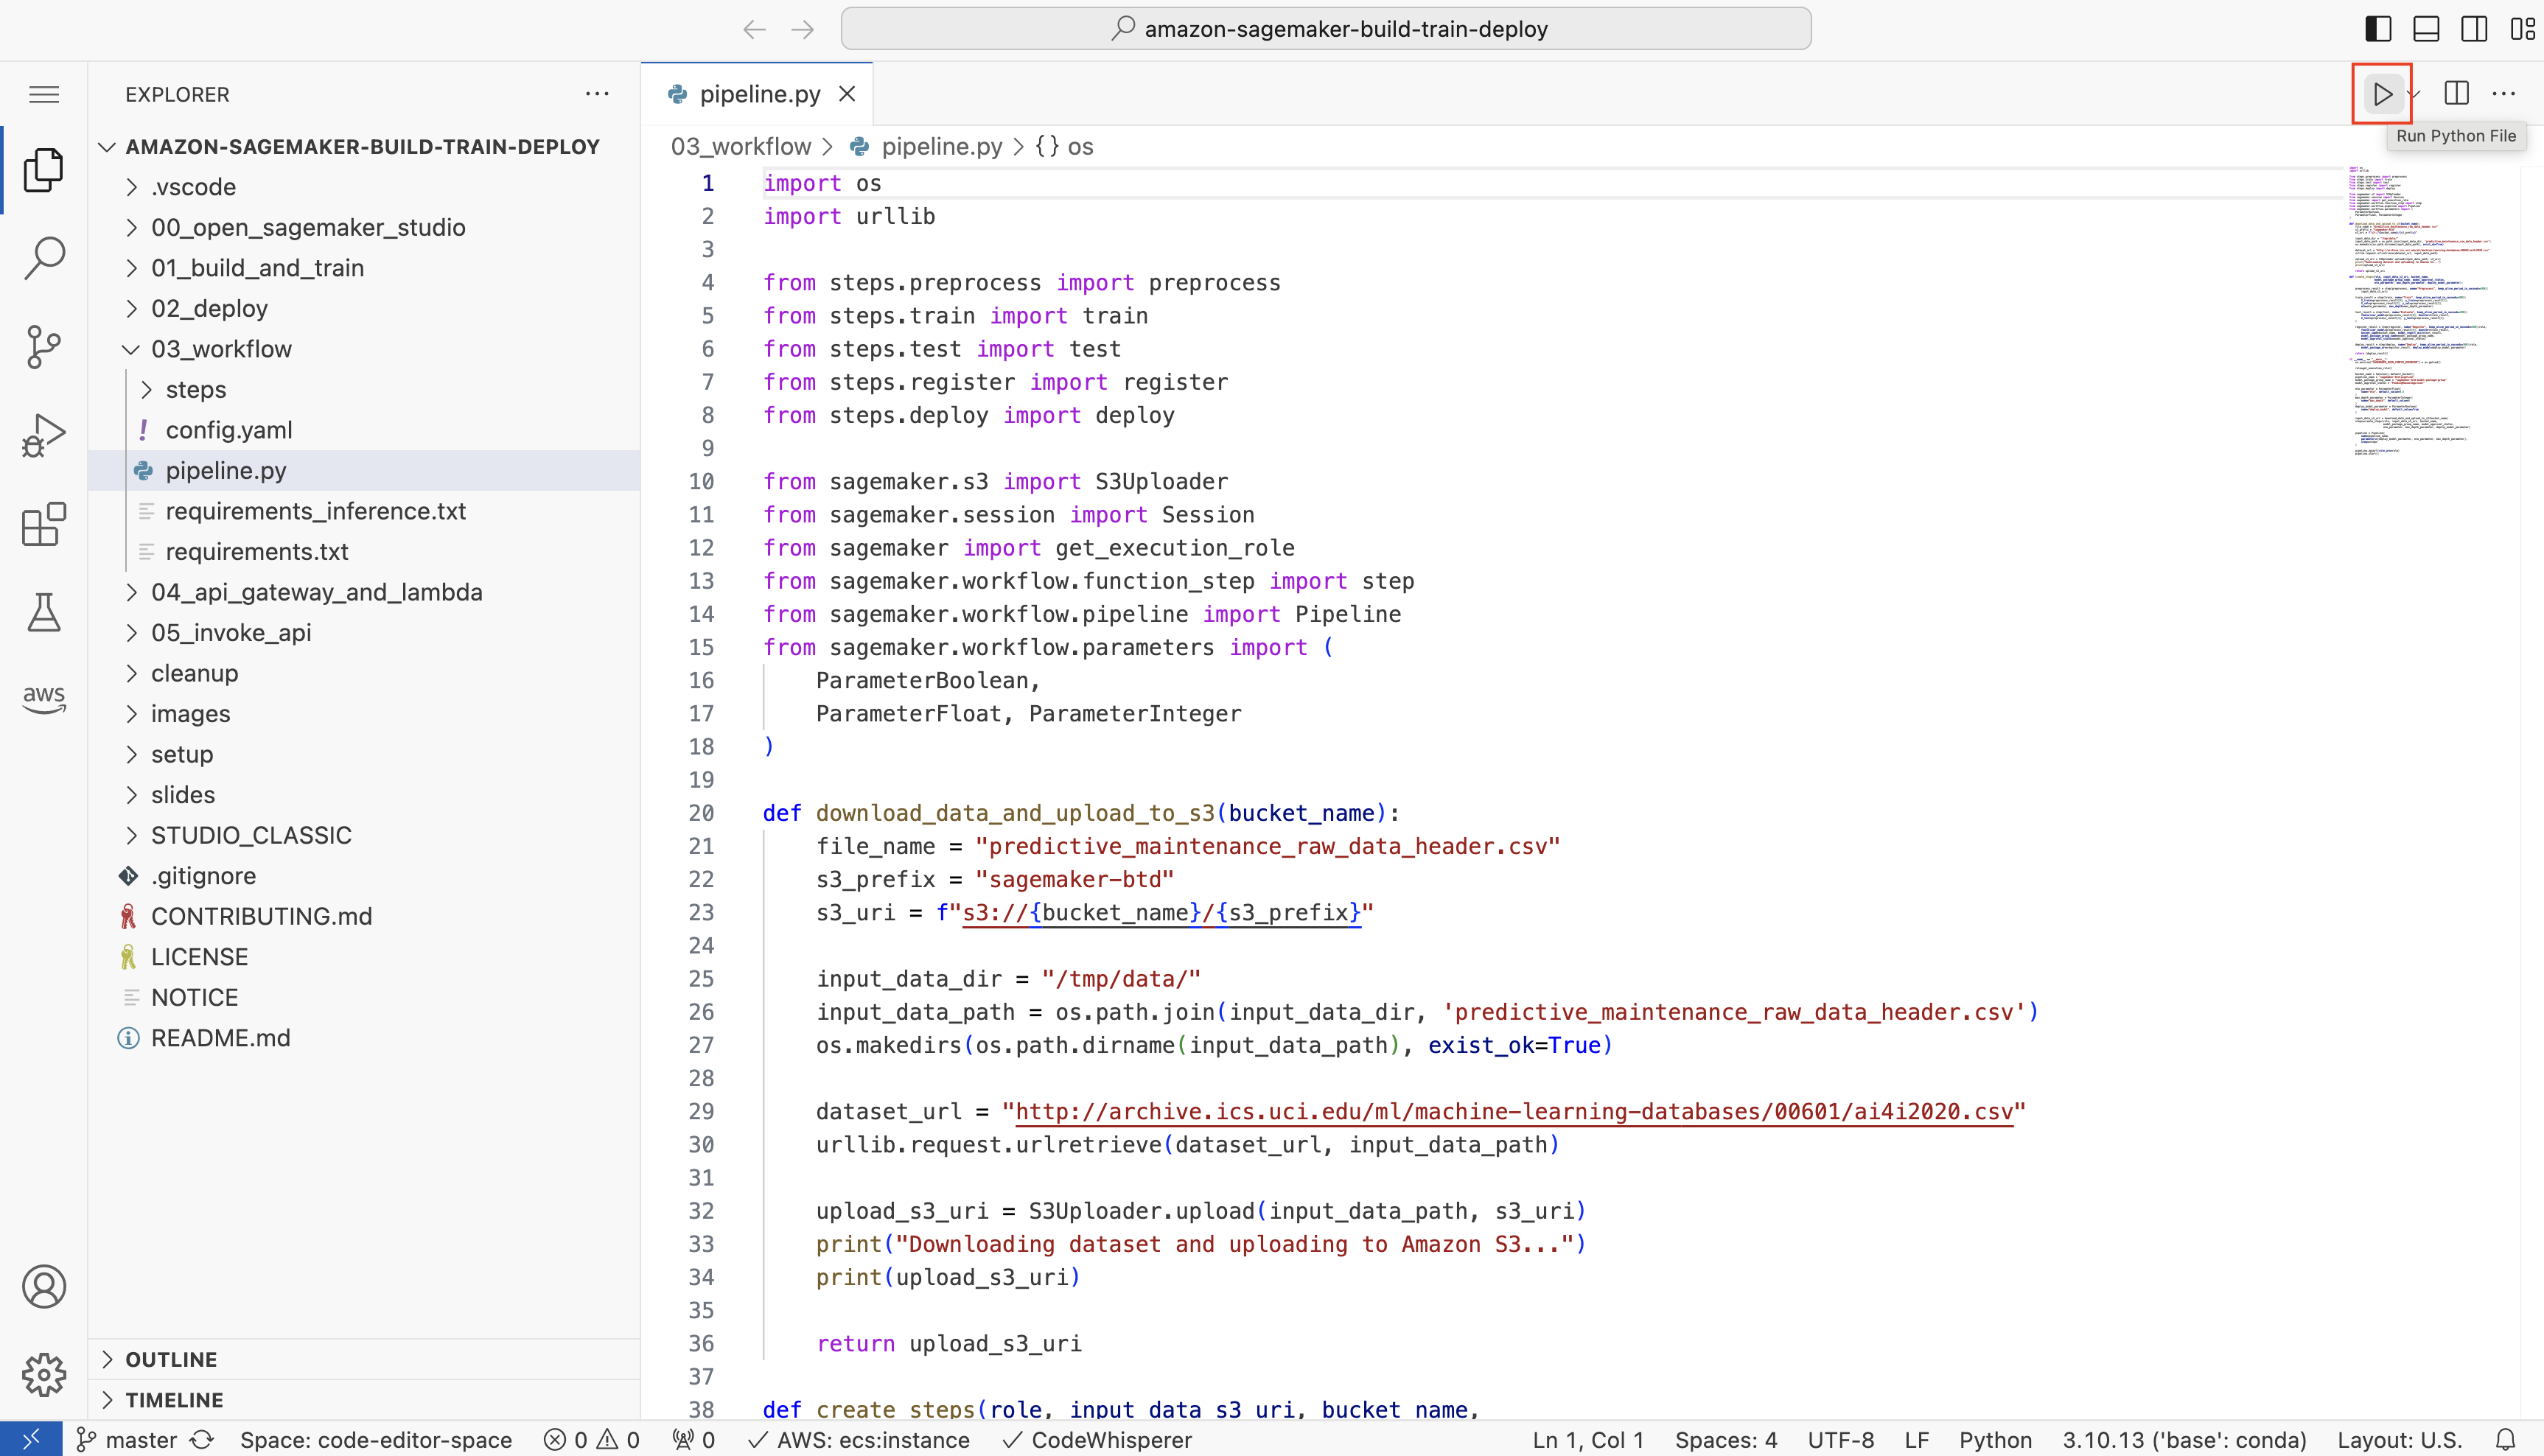 amazon-sagemaker-build-train-deploy
EXPLORER
pipeline.py
Run Python File
AMAZON-SAGEMAKER-BUILD-TRAIN-DEPLOY
.vscode
00_open_sagemaker_studio
01_build_and_train
02_deploy
03_workflow
steps
config.yaml
pipeline.py
requirements_inference.txt
requirements.txt
04_api_gateway_and_lambda
05_invoke_api
cleanup
images
setup
slides
STUDIO_CLASSIC
.gitignore
CONTRIBUTING.md
LICENSE
NOTICE
README.md
OUTLINE
TIMELINE
aws
03_workflow > pipeline.py > {} os
1 import os
2 import urllib
3
4 from steps.preprocess import preprocess
5 from steps.train import train
6 from steps.test import test
7 from steps.register import register
8 from steps.deploy import deploy
9
10 from sagemaker.s3 import S3Uploader
11 from sagemaker.session import Session
12 from sagemaker import get_execution_role
13 from sagemaker.workflow.function_step import step
14 from sagemaker.workflow.pipeline import Pipeline
15 from sagemaker.workflow.parameters import (
16     ParameterBoolean,
17     ParameterFloat, ParameterInteger
18 )
19
20 def download_data_and_upload_to_s3(bucket_name):
21     file_name = "predictive_maintenance_raw_data_header.csv"
22     s3_prefix = "sagemaker-btd"
23     s3_uri = f"s3://{bucket_name}/{s3_prefix}"
24
25     input_data_dir = "/tmp/data/"
26     input_data_path = os.path.join(input_data_dir, 'predictive_maintenance_raw_data_header.csv')
27     os.makedirs(os.path.dirname(input_data_path), exist_ok=True)
28
29     dataset_url = "http://archive.ics.uci.edu/ml/machine-learning-databases/00601/ai4i2020.csv"
30     urllib.request.urlretrieve(dataset_url, input_data_path)
31
32     upload_s3_uri = S3Uploader.upload(input_data_path, s3_uri)
33     print("Downloading dataset and uploading to Amazon S3...")
34     print(upload_s3_uri)
35
36     return upload_s3_uri
37
38 def create_steps(role, input_data_s3_uri, bucket_name,
master Space: code-editor-space 0 0 0 AWS: ecs:instance CodeWhisperer Ln 1, Col 1 Spaces: 4 UTF-8 LF Python 3.10.13 ('base': conda) Layout: U.S.